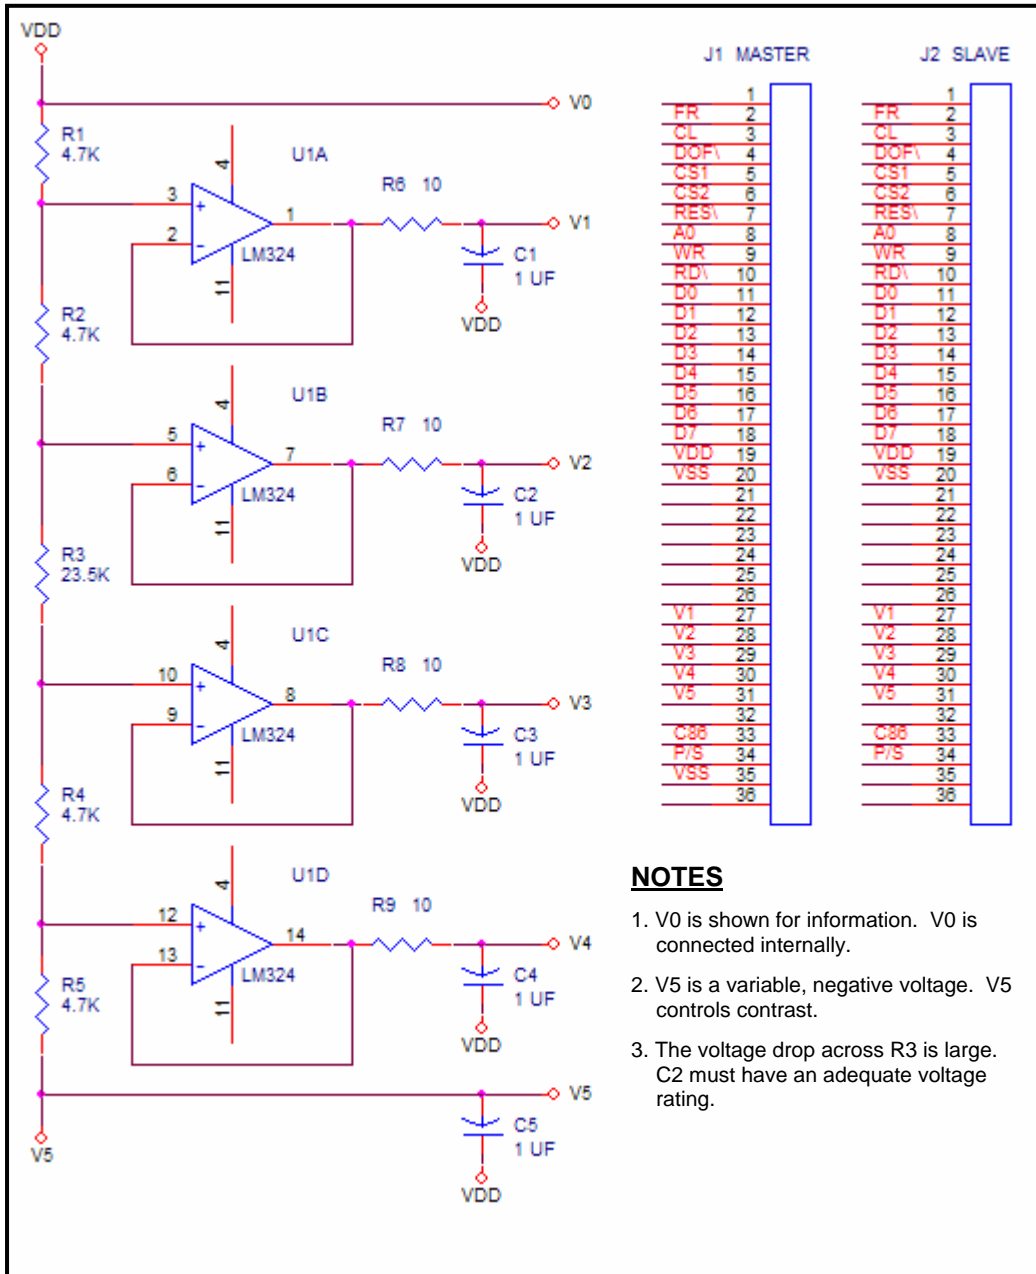 VDD
V0
R1
4.7K
4
U1A
3
+
2
-
1
LM324
11
R6 10
V1
C1
1 UF
VDD
R2
4.7K
4
U1B
5
+
6
-
7
LM324
11
R7 10
V2
C2
1 UF
VDD
R3
23.5K
4
U1C
10
+
9
-
8
LM324
11
R8 10
V3
C3
1 UF
VDD
R4
4.7K
4
U1D
12
+
13
-
14
LM324
11
R9 10
V4
C4
1 UF
VDD
R5
4.7K
V5
C5
1 UF
VDD
V5
J1 MASTER
1
FR 2
CL 3
DOF\ 4
CS1 5
CS2 6
RES\ 7
A0 8
WR 9
RD\ 10
D0 11
D1 12
D2 13
D3 14
D4 15
D5 16
D6 17
D7 18
VDD 19
VSS 20
21
22
23
24
25
26
V1 27
V2 28
V3 29
V4 30
V5 31
32
C86 33
P/S 34
VSS 35
36
J2 SLAVE
1
FR 2
CL 3
DOF\ 4
CS1 5
CS2 6
RES\ 7
A0 8
WR 9
RD\ 10
D0 11
D1 12
D2 13
D3 14
D4 15
D5 16
D6 17
D7 18
VDD 19
VSS 20
21
22
23
24
25
26
V1 27
V2 28
V3 29
V4 30
V5 31
32
C86 33
P/S 34
35
36
NOTES
1. V0 is shown for information. V0 is
connected internally.
2. V5 is a variable, negative voltage. V5
controls contrast.
3. The voltage drop across R3 is large.
C2 must have an adequate voltage
rating.